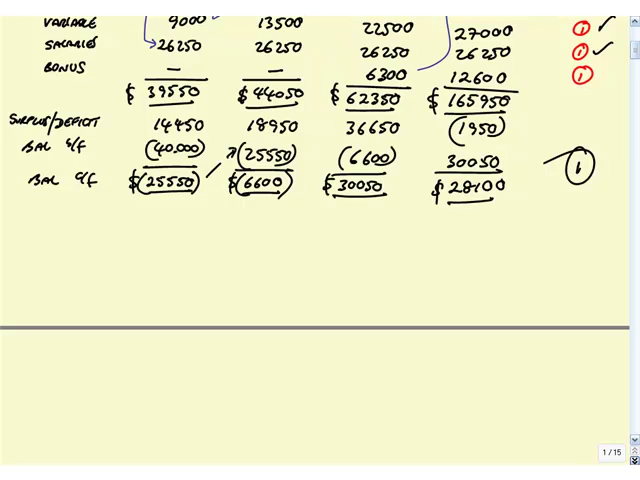 VARIABLE 9000 13500 22500 27000 1 ✓
SALARIES 26250 26250 26250 26250 1 ✓
BONUS — — 6300 12600 1
$ 39550 $ 44050 $ 62350 $ 165950
SURPLUS/DEFICIT 14450 18950 36650 (1950)
BAL B/F (40,000) (25550) (6600) 30050
BAL C/F $(25550) $(6600) $ 30050 $ 28100 1
1 / 15